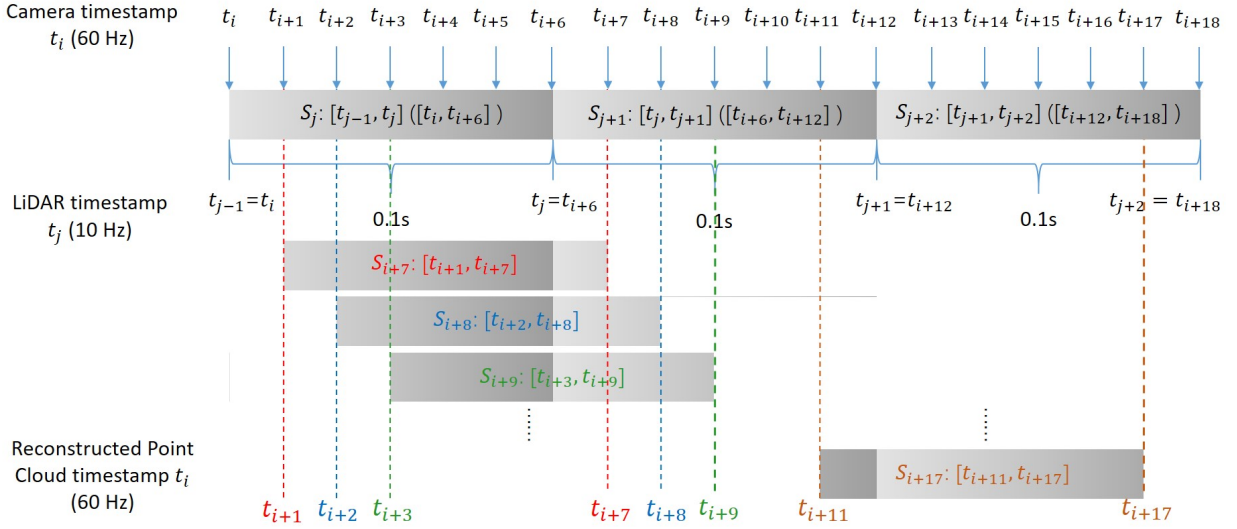 Camera timestamp
t_i (60 Hz)
t_i t_{i+1} t_{i+2} t_{i+3} t_{i+4} t_{i+5} t_{i+6} t_{i+7} t_{i+8} t_{i+9} t_{i+10} t_{i+11} t_{i+12} t_{i+13} t_{i+14} t_{i+15} t_{i+16} t_{i+17} t_{i+18}
S_j: [t_{j−1}, t_j] ([t_i, t_{i+6}] )
S_{j+1}: [t_j, t_{j+1}] ([t_{i+6}, t_{i+12}] )
S_{j+2}: [t_{j+1}, t_{j+2}] ([t_{i+12}, t_{i+18}] )
LiDAR timestamp
t_j (10 Hz)
t_{j−1}=t_i
t_j=t_{i+6}
t_{j+1}=t_{i+12}
t_{j+2} = t_{i+18}
0.1s
0.1s
0.1s
S_{i+7}: [t_{i+1}, t_{i+7}]
S_{i+8}: [t_{i+2}, t_{i+8}]
S_{i+9}: [t_{i+3}, t_{i+9}]
Reconstructed Point
Cloud timestamp t_i
(60 Hz)
S_{i+17}: [t_{i+11}, t_{i+17}]
t_{i+1} t_{i+2} t_{i+3} t_{i+7} t_{i+8} t_{i+9} t_{i+11} t_{i+17}